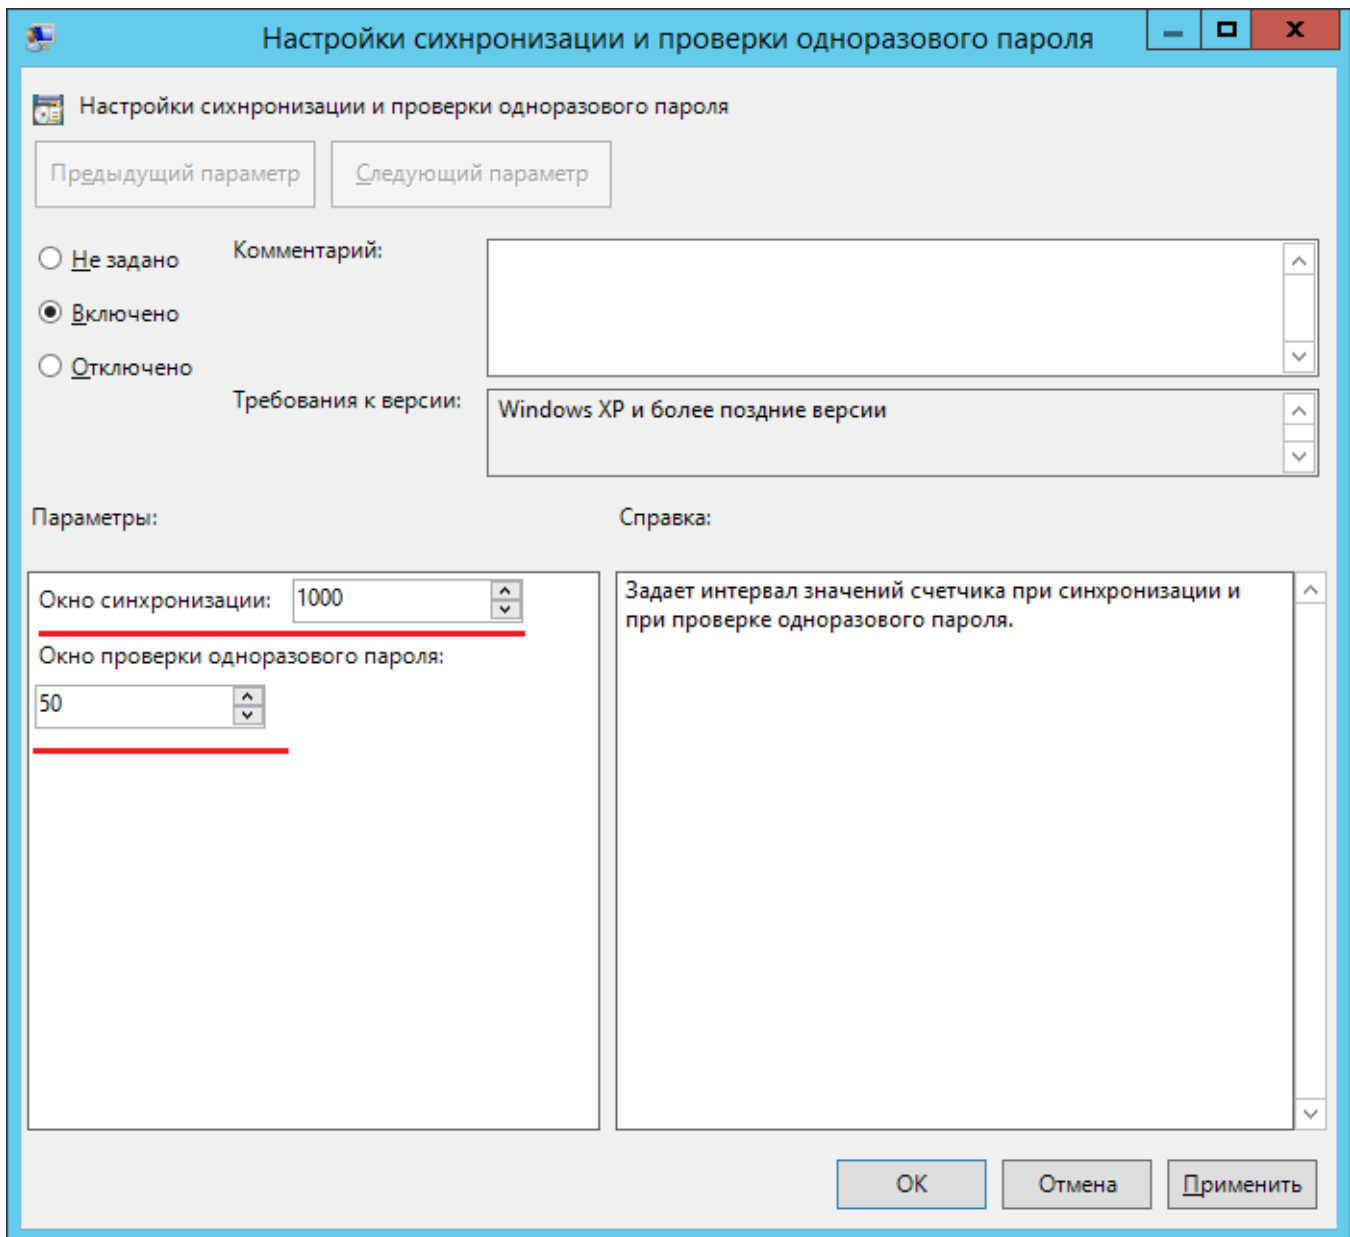 Настройки сихнронизации и проверки одноразового пароля
Настройки сихнронизации и проверки одноразового пароля
Предыдущий параметр
Следующий параметр
Не задано
Комментарий:
Включено
Отключено
Требования к версии:
Windows XP и более поздние версии
Параметры:
Справка:
Окно синхронизации: 1000
Окно проверки одноразового пароля:
50
Задает интервал значений счетчика при синхронизации и
при проверке одноразового пароля.
ОК
Отмена
Применить